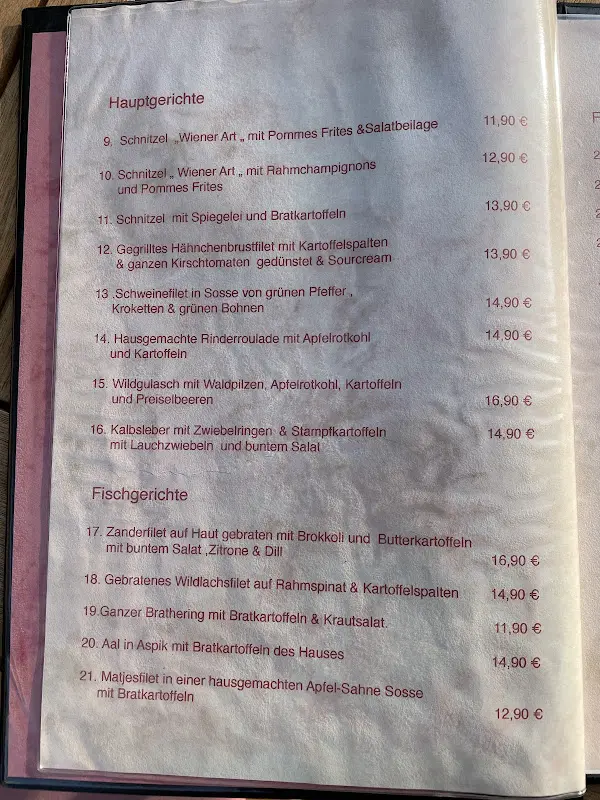 Hauptgerichte
9. Schnitzel „Wiener Art „ mit Pommes Frites &Salatbeilage 11,90 €
10. Schnitzel „ Wiener Art „ mit Rahmchampignons 12,90 €
und Pommes Frites
11. Schnitzel mit Spiegelei und Bratkartoffeln 13,90 €
12. Gegrilltes Hähnchenbrustfilet mit Kartoffelspalten
& ganzen Kirschtomaten gedünstet & Sourcream 13,90 €
13 .Schweinefilet in Sosse von grünen Pfeffer , 14,90 €
Kroketten & grünen Bohnen
14. Hausgemachte Rinderroulade mit Apfelrotkohl 14,90 €
und Kartoffeln
15. Wildgulasch mit Waldpilzen, Apfelrotkohl, Kartoffeln
und Preiselbeeren 16,90 €
16. Kalbsleber mit Zwiebelringen & Stampfkartoffeln 14,90 €
mit Lauchzwiebeln und buntem Salat
Fischgerichte
17. Zanderfilet auf Haut gebraten mit Brokkoli und Butterkartoffeln
mit buntem Salat ,Zitrone & Dill 16,90 €
18. Gebratenes Wildlachsfilet auf Rahmspinat & Kartoffelspalten 14,90 €
19.Ganzer Brathering mit Bratkartoffeln & Krautsalat. 11,90 €
20. Aal in Aspik mit Bratkartoffeln des Hauses 14,90 €
21. Matjesfilet in einer hausgemachten Apfel-Sahne Sosse
mit Bratkartoffeln 12,90 €